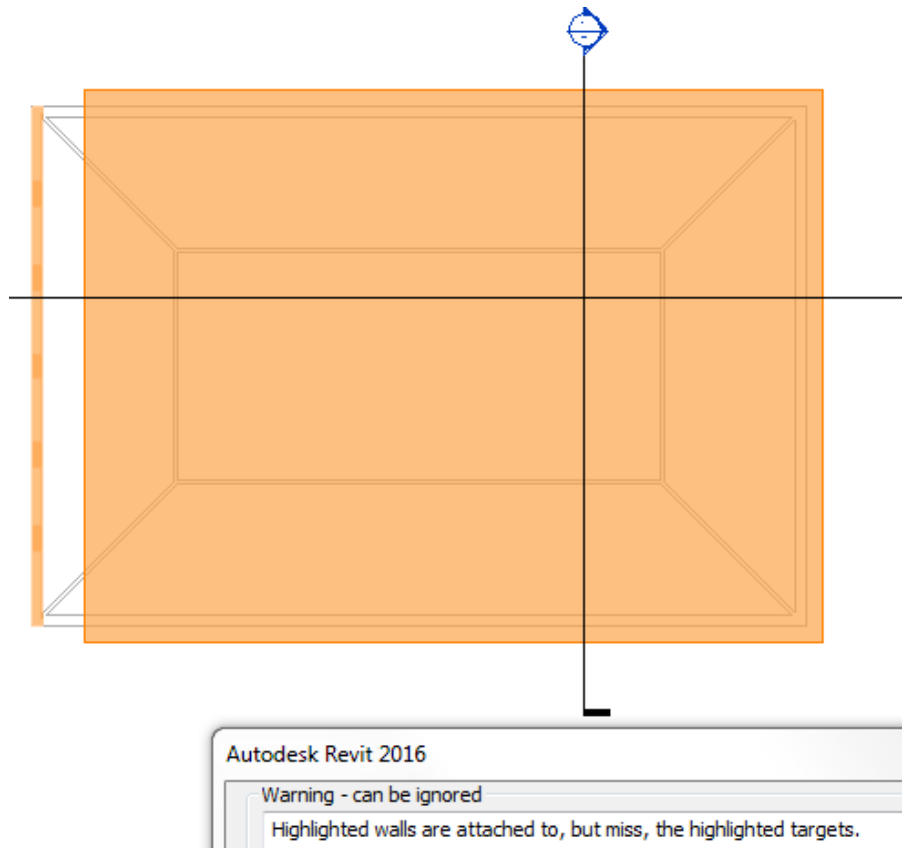 Autodesk Revit 2016
Warning - can be ignored
Highlighted walls are attached to, but miss, the highlighted targets.